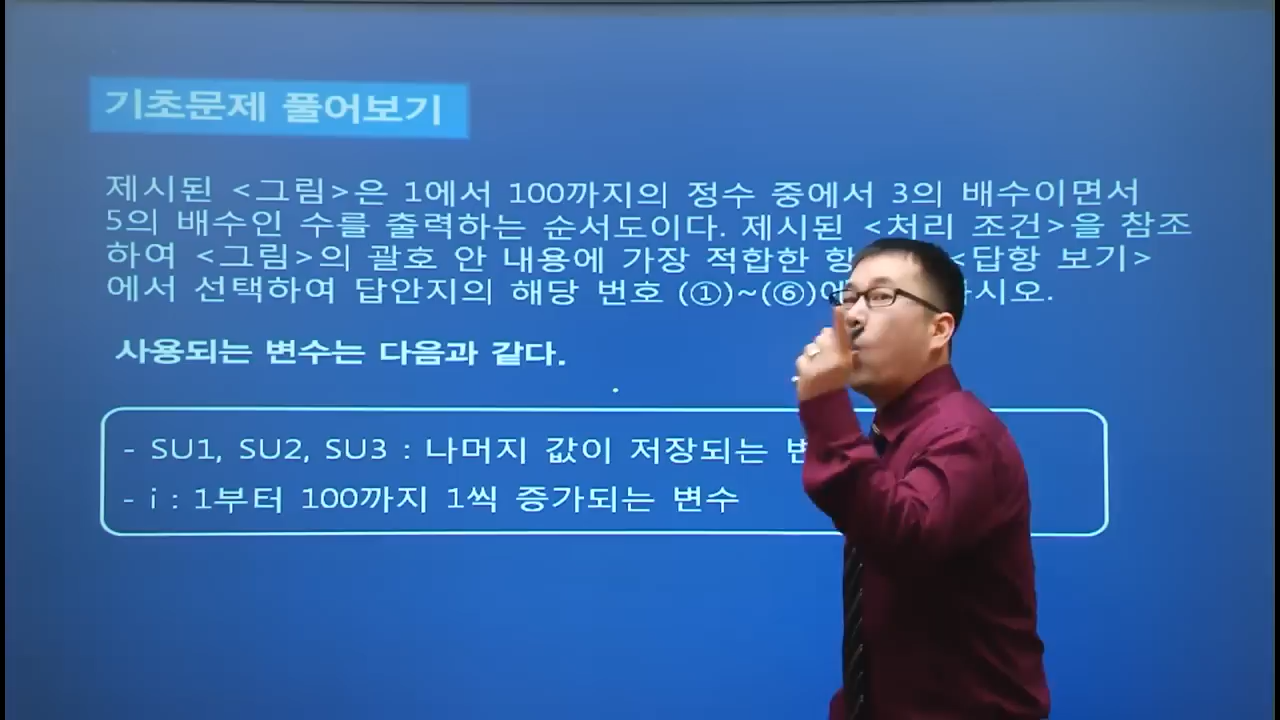 기초문제 풀어보기
제시된 <그림>은 1에서 100까지의 정수 중에서 3의 배수이면서
5의 배수인 수를 출력하는 순서도이다. 제시된 <처리 조건>을 참조
하여 <그림>의 괄호 안 내용에 가장 적합한 <답항 보기>
에서 선택하여 답안지의 해당 번호 (①)~(⑥)에
사용되는 변수는 다음과 같다.
- SU1, SU2, SU3 : 나머지 값이 저장되는
- i : 1부터 100까지 1씩 증가되는 변수